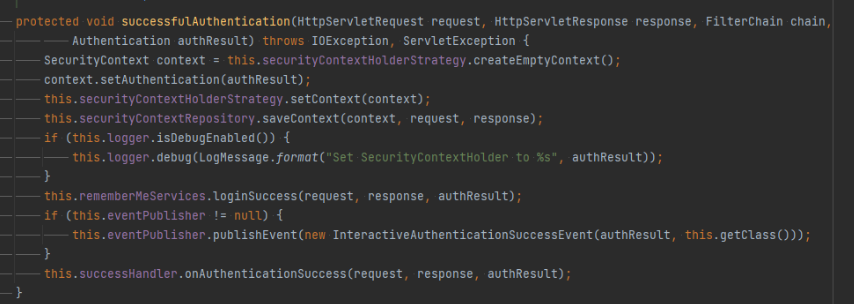 protected void successfulAuthentication(HttpServletRequest request, HttpServletResponse response, FilterChain chain,
Authentication authResult) throws IOException, ServletException {
SecurityContext context = this.securityContextHolderStrategy.createEmptyContext();
context.setAuthentication(authResult);
this.securityContextHolderStrategy.setContext(context);
this.securityContextRepository.saveContext(context, request, response);
if (this.logger.isDebugEnabled()) {
this.logger.debug(LogMessage.format("Set SecurityContextHolder to %s", authResult));
}
this.rememberMeServices.loginSuccess(request, response, authResult);
if (this.eventPublisher != null) {
this.eventPublisher.publishEvent(new InteractiveAuthenticationSuccessEvent(authResult, this.getClass()));
}
this.successHandler.onAuthenticationSuccess(request, response, authResult);
}